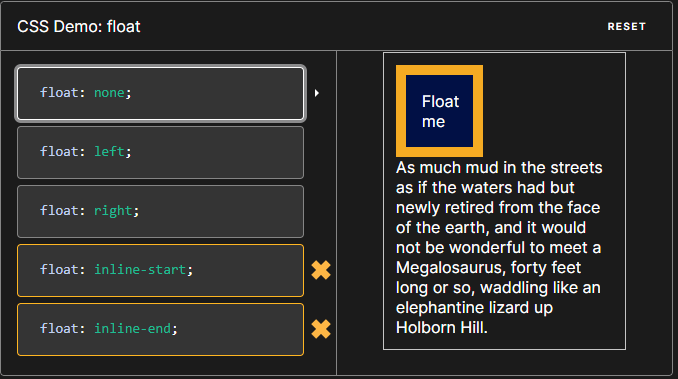 CSS Demo: float
RESET
float: none;
float: left;
float: right;
float: inline-start;
float: inline-end;
Float
me
As much mud in the streets
as if the waters had but
newly retired from the face
of the earth, and it would
not be wonderful to meet a
Megalosaurus, forty feet
long or so, waddling like an
elephantine lizard up
Holborn Hill.